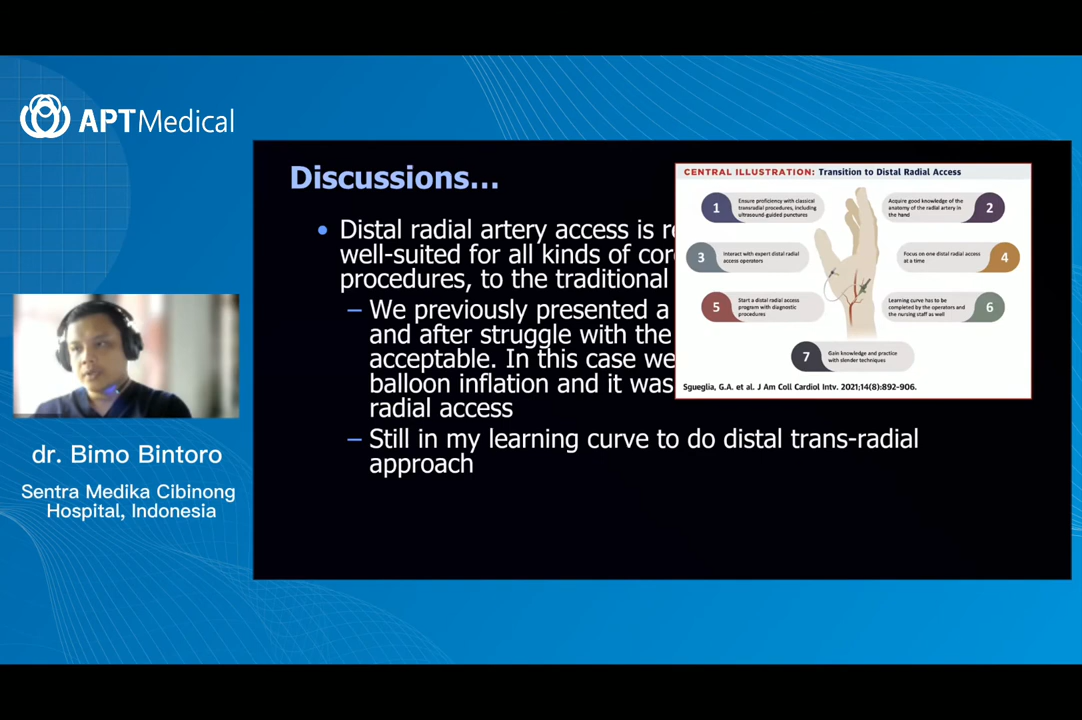 APTMedical
Discussions...
• Distal radial artery access is
well-suited for all kinds of
procedures, to the traditional
– We previously presented a
and after struggle with the
acceptable. In this case we
balloon inflation and it was
radial access
– Still in my learning curve to do distal trans-radial
approach
CENTRAL ILLUSTRATION: Transition to Distal Radial Access
1
Ensure proficiency with classical
transradial procedures, including
ultrasound-guided punctures
2
Acquire good knowledge of the
anatomy of the radial artery in
the hand
3
Interact with expert distal radial
access operators
4
Focus on one distal radial access
at a time
5
Start a distal radial access
program with diagnostic
procedures
6
Learning curve has to be
completed by the operators and
the nursing staff as well
7
Gain knowledge and practice
with slender techniques
Sgueglia, G.A. et al. J Am Coll Cardiol Intv. 2021;14(8):892-906.
dr. Bimo Bintoro
Sentra Medika Cibinong
Hospital, Indonesia